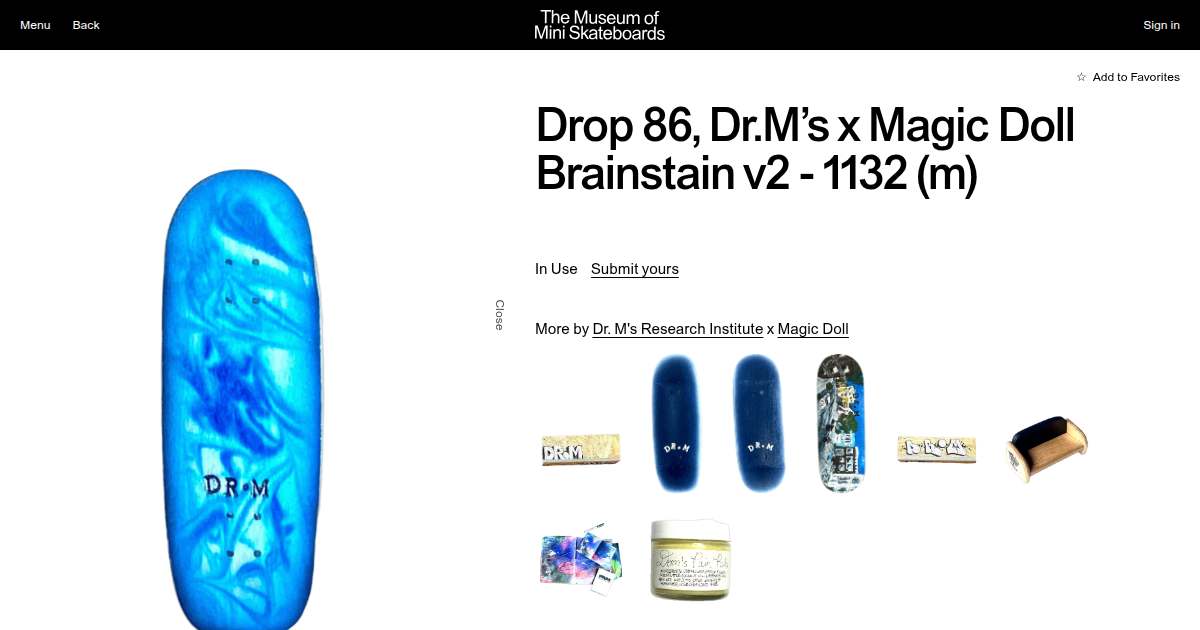 Menu
Back
The Museum of
Mini Skateboards
Sign in
☆ Add to Favorites
Drop 86, Dr.M’s x Magic Doll
Brainstain v2 - 1132 (m)
In Use
Submit yours
Close
More by Dr. M's Research Institute x Magic Doll
DR•M
DR•M
DR•M
DR•M